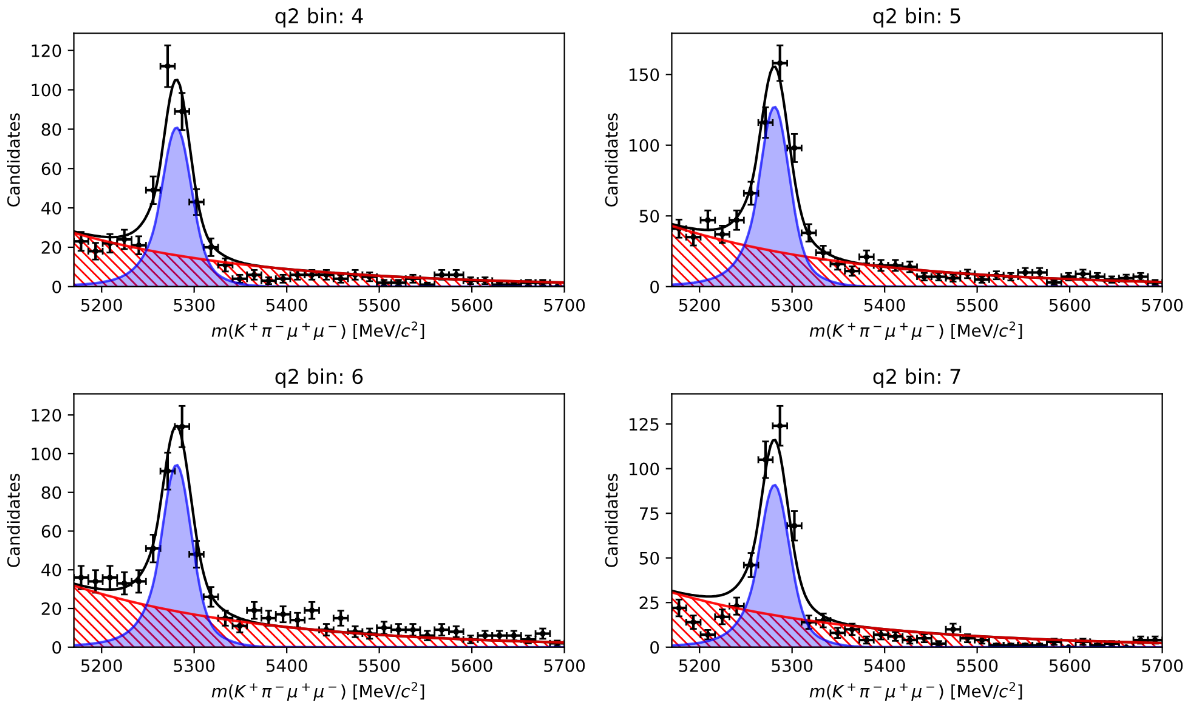 q2 bin: 4
Candidates
120
100
80
60
40
20
0
5200 5300 5400 5500 5600 5700
m(K⁺π⁻μ⁺μ⁻) [MeV/c²]
q2 bin: 5
Candidates
150
100
50
0
5200 5300 5400 5500 5600 5700
m(K⁺π⁻μ⁺μ⁻) [MeV/c²]
q2 bin: 6
Candidates
120
100
80
60
40
20
0
5200 5300 5400 5500 5600 5700
m(K⁺π⁻μ⁺μ⁻) [MeV/c²]
q2 bin: 7
Candidates
125
100
75
50
25
0
5200 5300 5400 5500 5600 5700
m(K⁺π⁻μ⁺μ⁻) [MeV/c²]